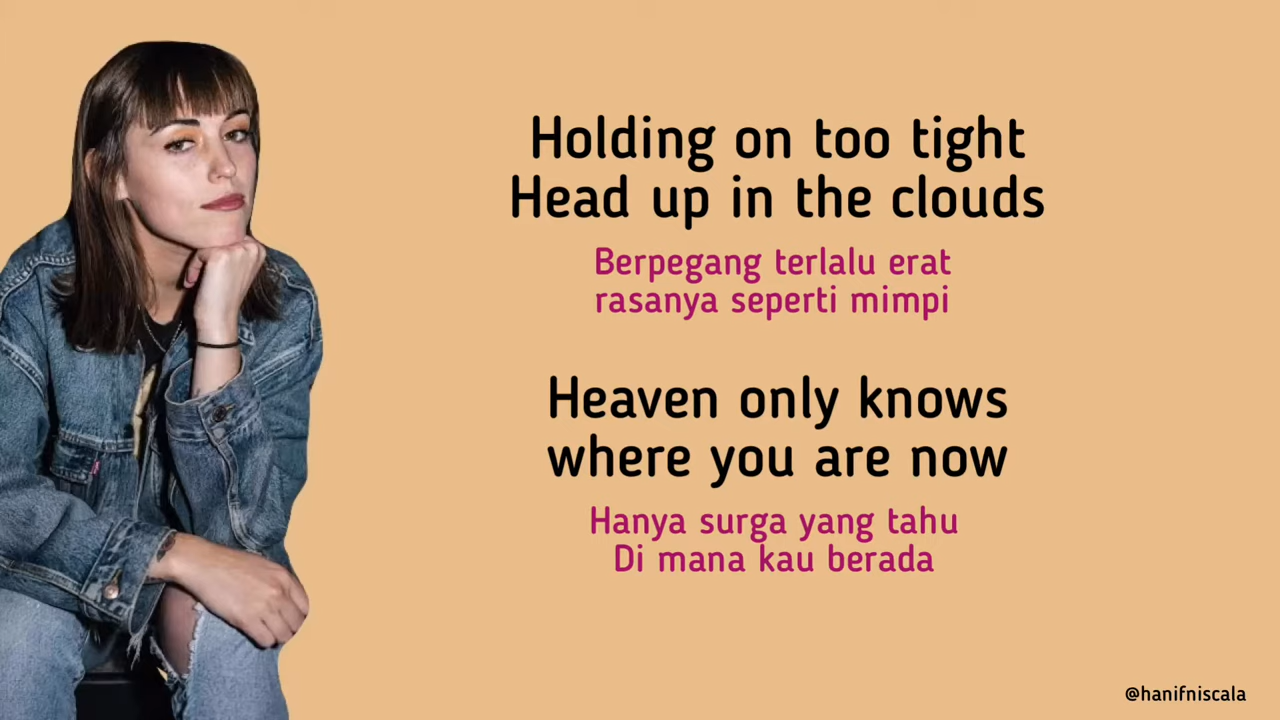 Holding on too tight
Head up in the clouds
Berpegang terlalu erat
rasanya seperti mimpi
Heaven only knows
where you are now
Hanya surga yang tahu
Di mana kau berada
@hanifniscala